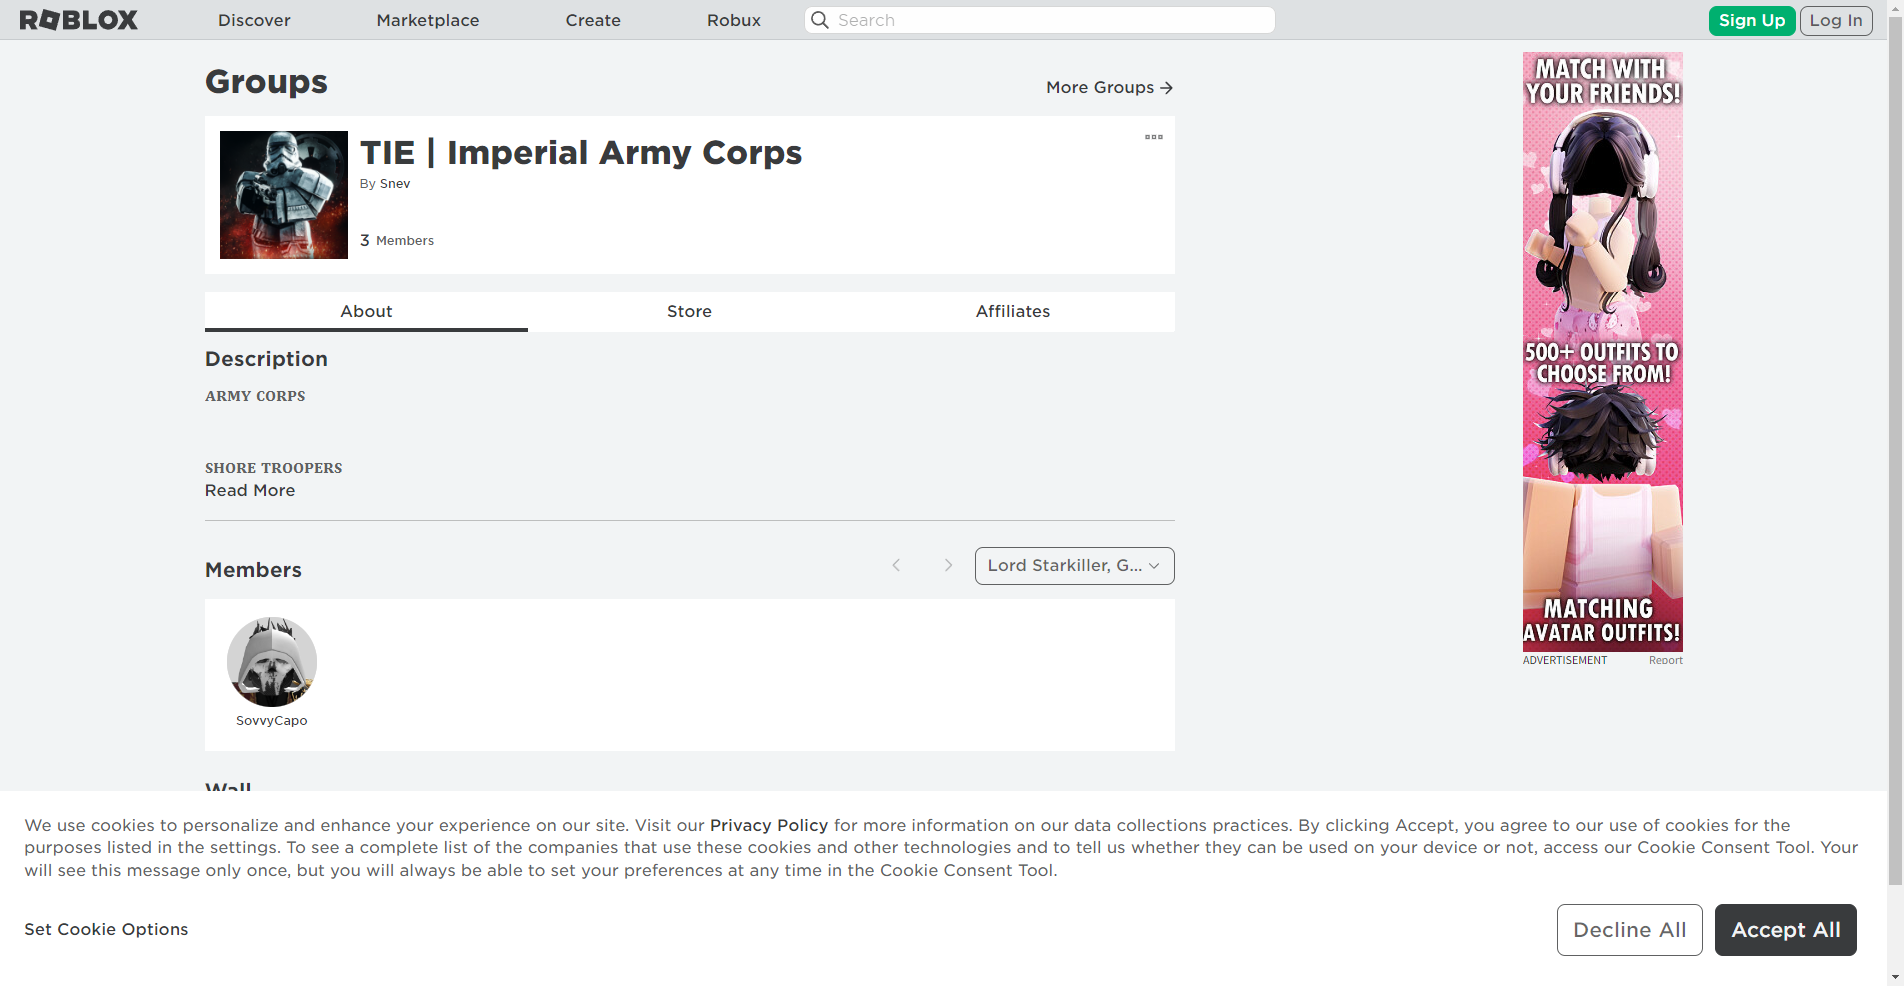 ROBLOX
Discover
Marketplace
Create
Robux
Search
Sign Up
Log In
Groups
More Groups
TIE | Imperial Army Corps
By Snev
3 Members
About
Store
Affiliates
Description
ARMY CORPS
SHORE TROOPERS
Read More
Members
Lord Starkiller, G...
SovvyCapo
Wall
MATCH WITH
YOUR FRIENDS!
500+ OUTFITS TO
CHOOSE FROM!
MATCHING
AVATAR OUTFITS!
ADVERTISEMENT
Report
We use cookies to personalize and enhance your experience on our site. Visit our Privacy Policy for more information on our data collections practices. By clicking Accept, you agree to our use of cookies for the
purposes listed in the settings. To see a complete list of the companies that use these cookies and other technologies and to tell us whether they can be used on your device or not, access our Cookie Consent Tool. Your
will see this message only once, but you will always be able to set your preferences at any time in the Cookie Consent Tool.
Set Cookie Options
Decline All
Accept All